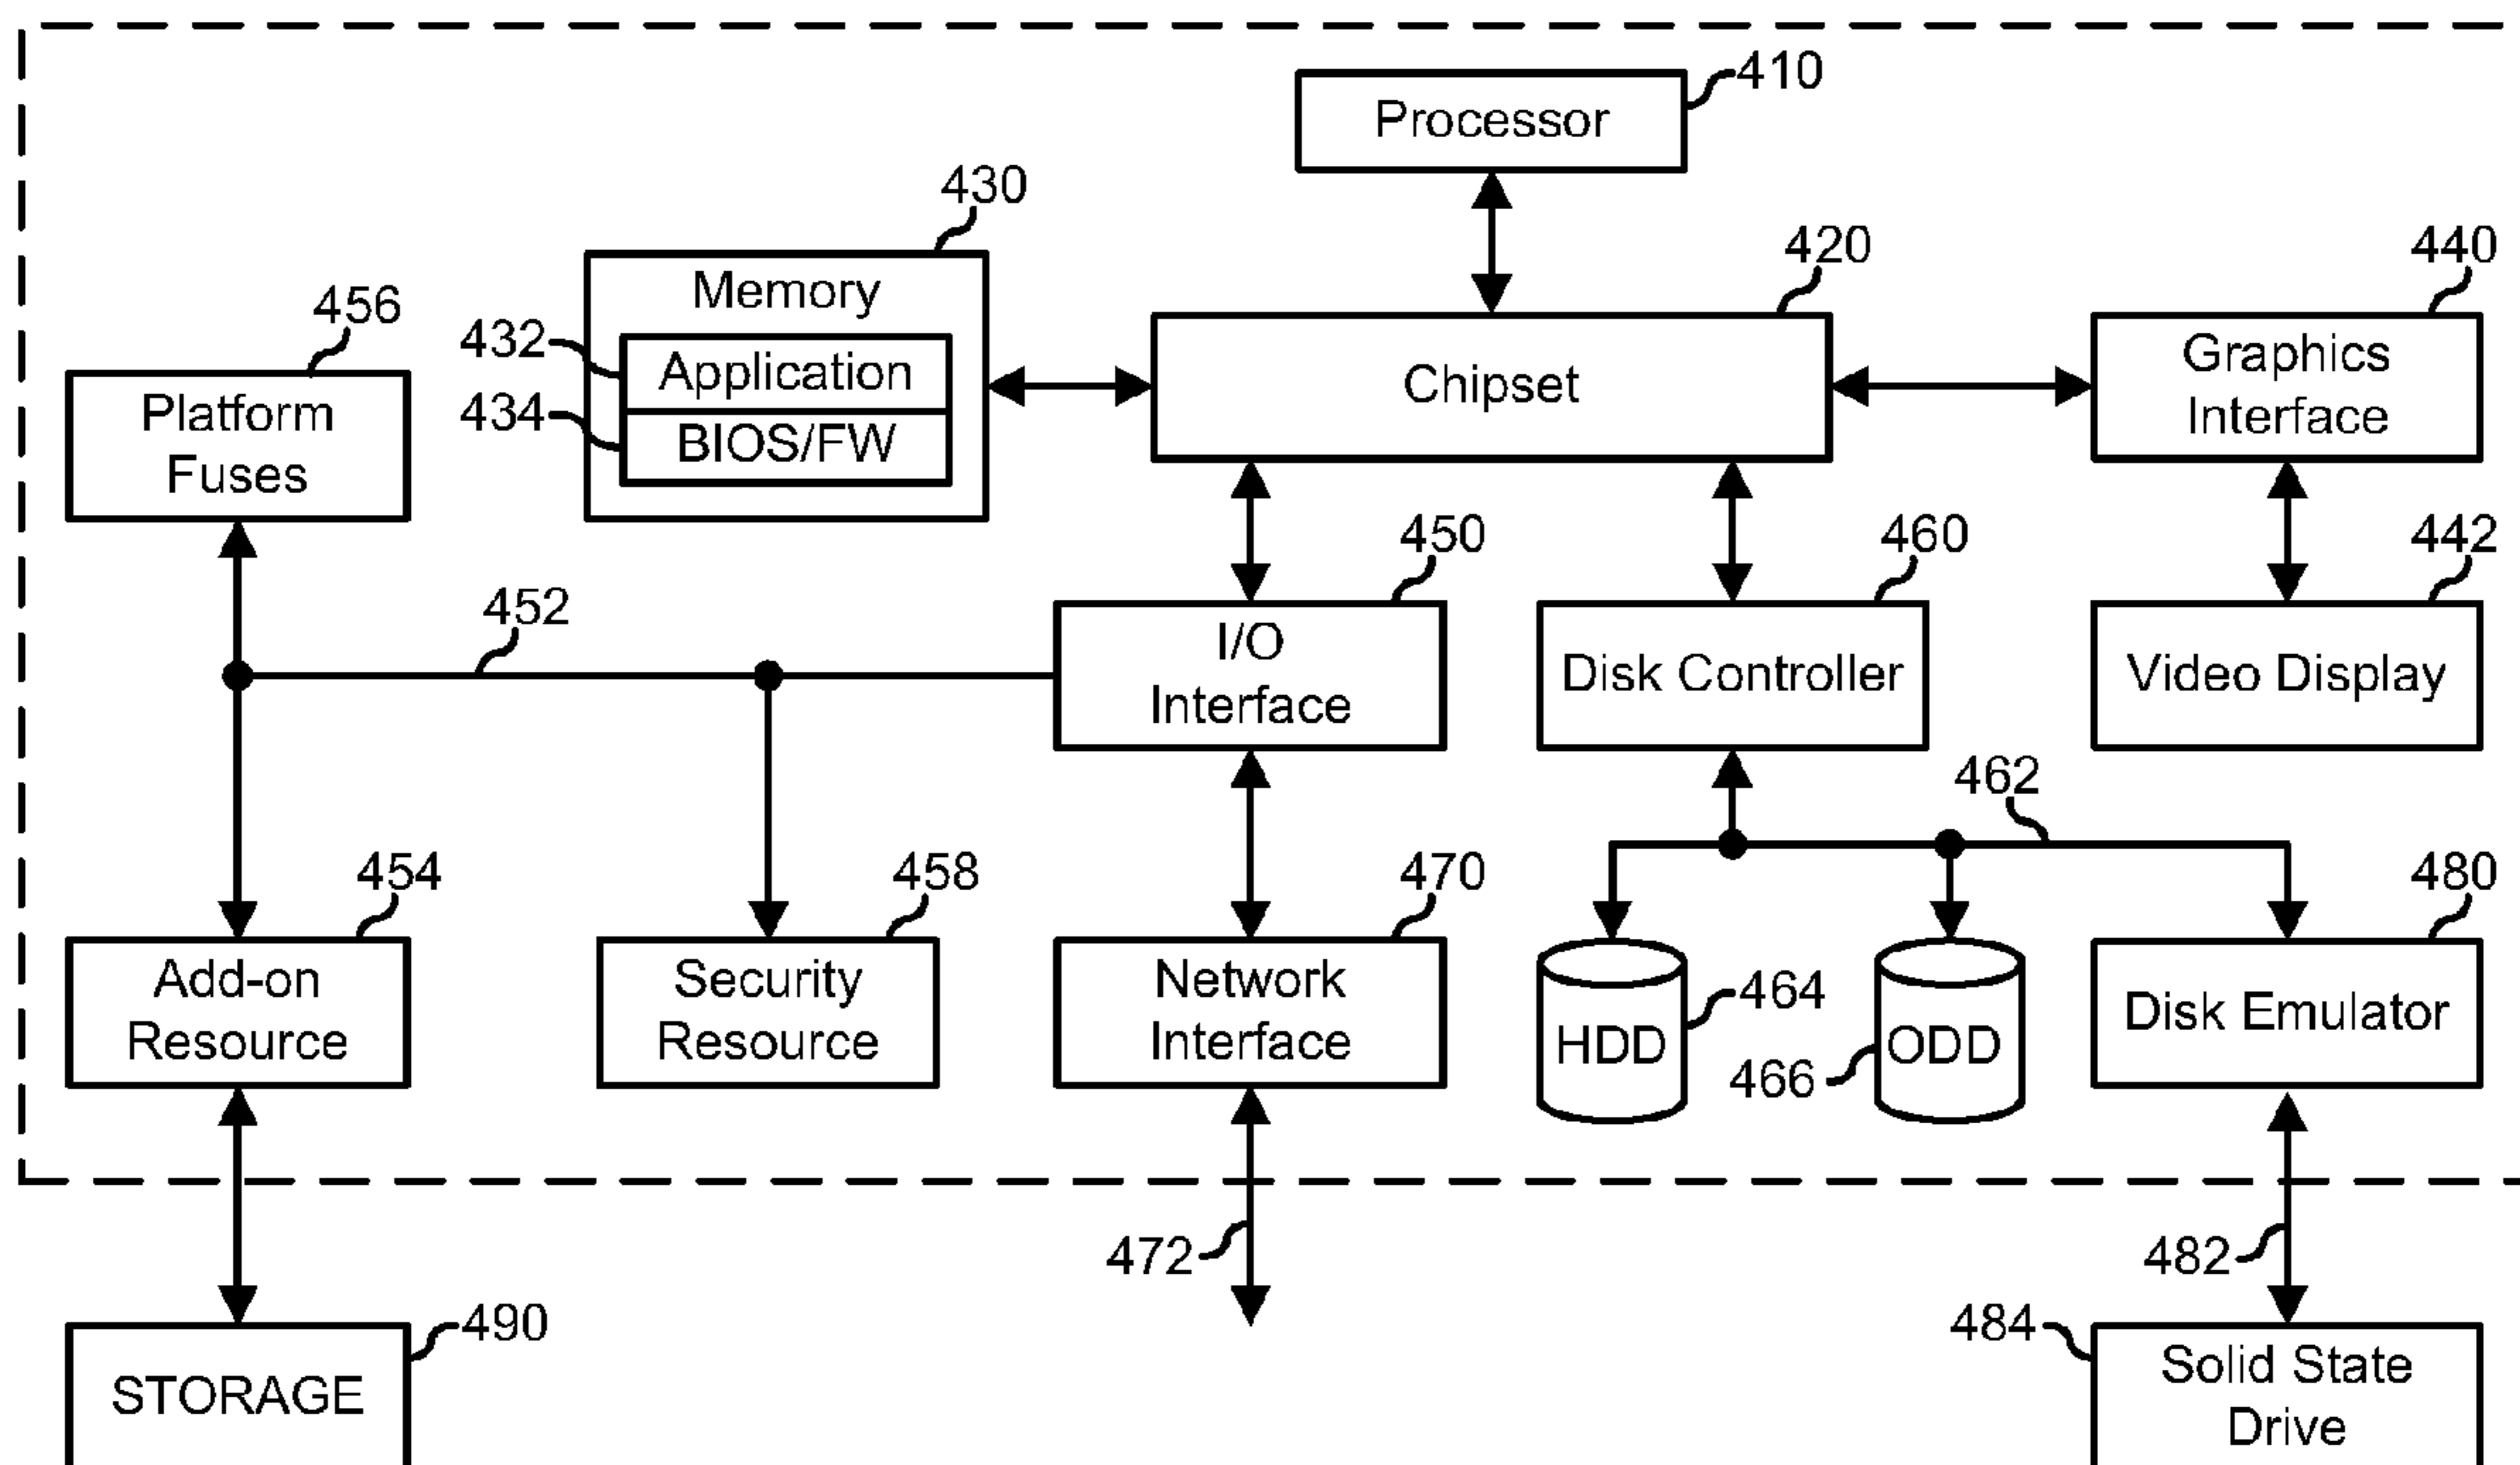 410
Processor
430
420
440
Memory
456
432
Application
Graphics
Interface
Chipset
Platform
Fuses
434
BIOS/FW
450
460
442
452
I/O
Interface
Disk Controller
Video Display
462
454
458
470
480
Add-on
Resource
Security
Resource
Network
Interface
464
HDD
466
ODD
Disk Emulator
472
482
490
STORAGE
484
Solid State
Drive